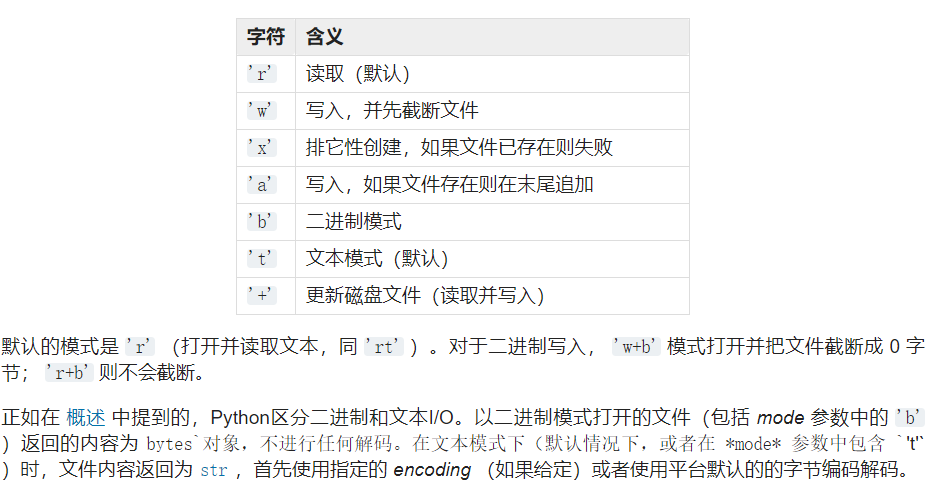 字符 含义
'r' 读取（默认）
'w' 写入，并先截断文件
'x' 排它性创建，如果文件已存在则失败
'a' 写入，如果文件存在则在末尾追加
'b' 二进制模式
't' 文本模式（默认）
'+' 更新磁盘文件（读取并写入）
默认的模式是 'r' （打开并读取文本，同 'rt' ）。对于二进制写入， 'w+b' 模式打开并把文件截断成 0 字
节； 'r+b' 则不会截断。
正如在 概述 中提到的，Python区分二进制和文本I/O。以二进制模式打开的文件（包括 mode 参数中的 'b'
）返回的内容为 bytes`对象，不进行任何解码。在文本模式下（默认情况下，或者在 *mode* 参数中包含 `'t'`
）时，文件内容返回为 str ，首先使用指定的 encoding （如果给定）或者使用平台默认的的字节编码解码。